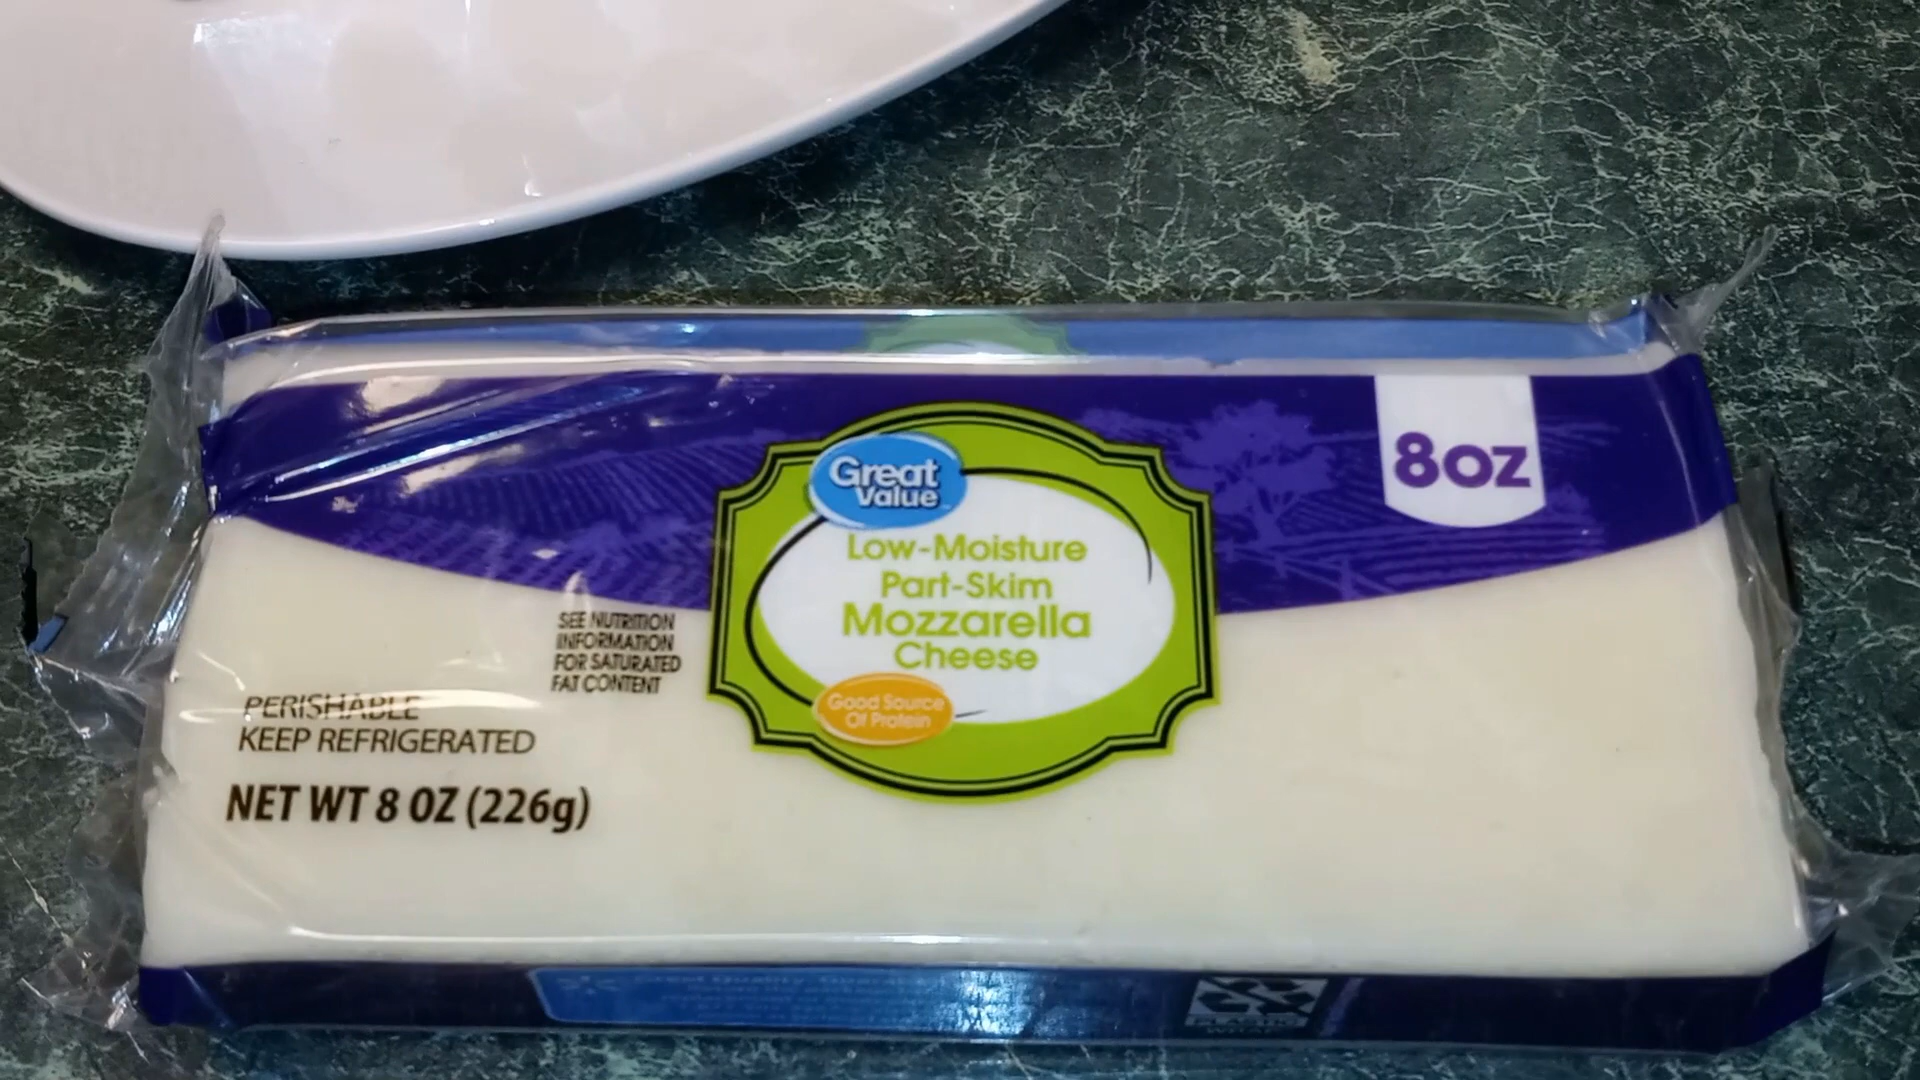 8oz
Great
Value
Low-Moisture
Part-Skim
Mozzarella
Cheese
Good Source
Of Protein
SEE NUTRITION
INFORMATION
FOR SATURATED
FAT CONTENT
PERISHABLE
KEEP REFRIGERATED
NET WT 8 OZ (226g)